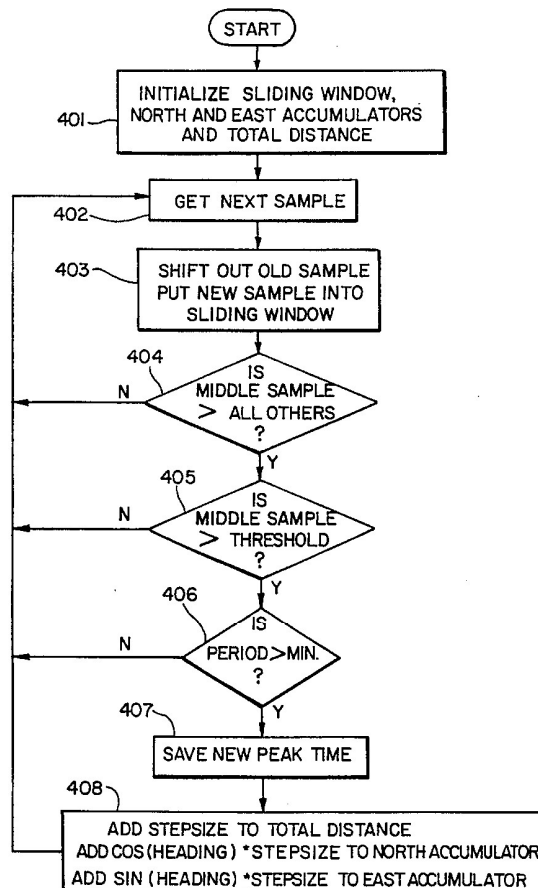 START
INITIALIZE SLIDING WINDOW,
NORTH AND EAST ACCUMULATORS
AND TOTAL DISTANCE
401
GET NEXT SAMPLE
402
403
SHIFT OUT OLD SAMPLE
PUT NEW SAMPLE INTO
SLIDING WINDOW
404
IS
MIDDLE SAMPLE
> ALL OTHERS
?
N
Y
405
IS
MIDDLE SAMPLE
> THRESHOLD
?
N
Y
406
IS
PERIOD > MIN.
?
N
Y
407
SAVE NEW PEAK TIME
408
ADD STEPSIZE TO TOTAL DISTANCE
ADD COS (HEADING) *STEPSIZE TO NORTH ACCUMULATOR
ADD SIN (HEADING) *STEPSIZE TO EAST ACCUMULATOR